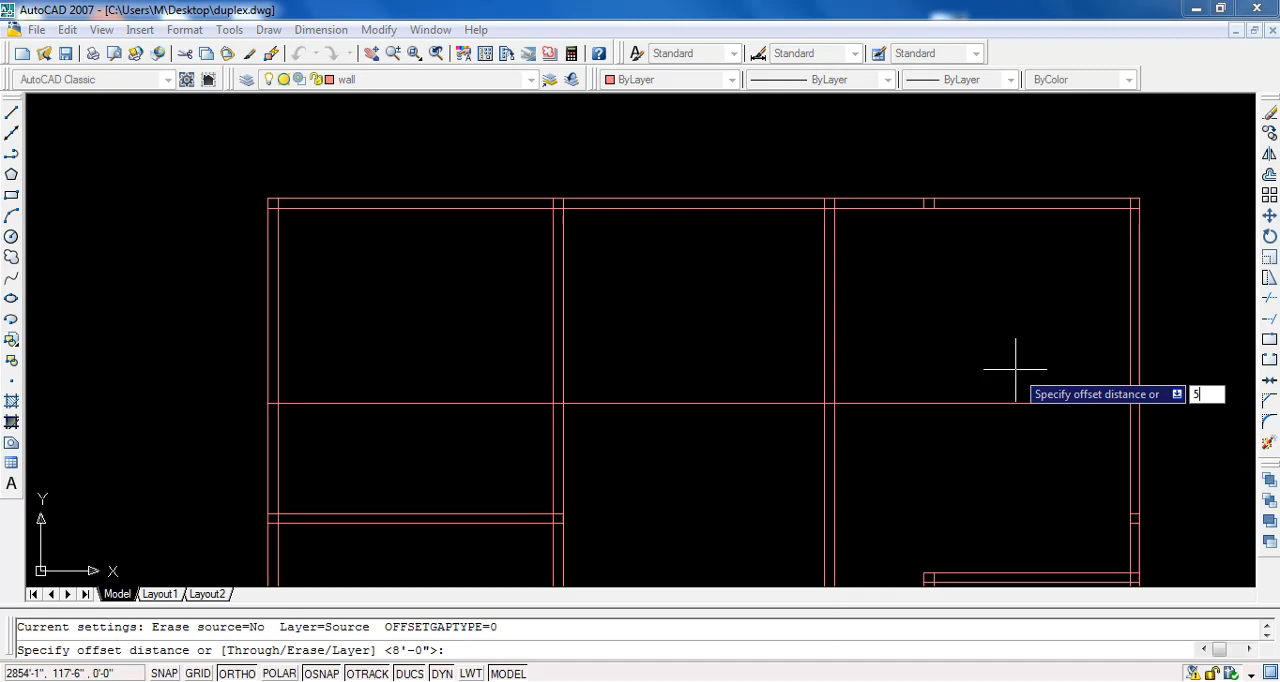 AutoCAD 2007 - [C:\Users\M\Desktop\duplex.dwg]
File Edit View Insert Format Tools Draw Dimension Modify Window Help
Standard Standard Standard
AutoCAD Classic wall ByLayer ByLayer ByLayer ByColor
A
Specify offset distance or 5
Y
X
Model Layout1 Layout2
Current settings: Erase source=No Layer=Source OFFSETGAPTYPE=0
Specify offset distance or [Through/Erase/Layer] <8'-0">:
2854'-1", 117'-6" , 0'-0" SNAP GRID ORTHO POLAR OSNAP OTRACK DUCS DYN LWT MODEL